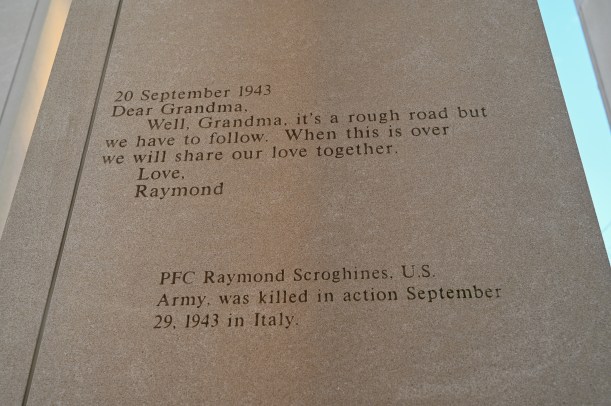 20 September 1943
Dear Grandma,
Well, Grandma, it's a rough road but
we have to follow. When this is over
we will share our love together.
Love,
Raymond
PFC Raymond Scroghines, U.S.
Army, was killed in action September
29, 1943 in Italy.